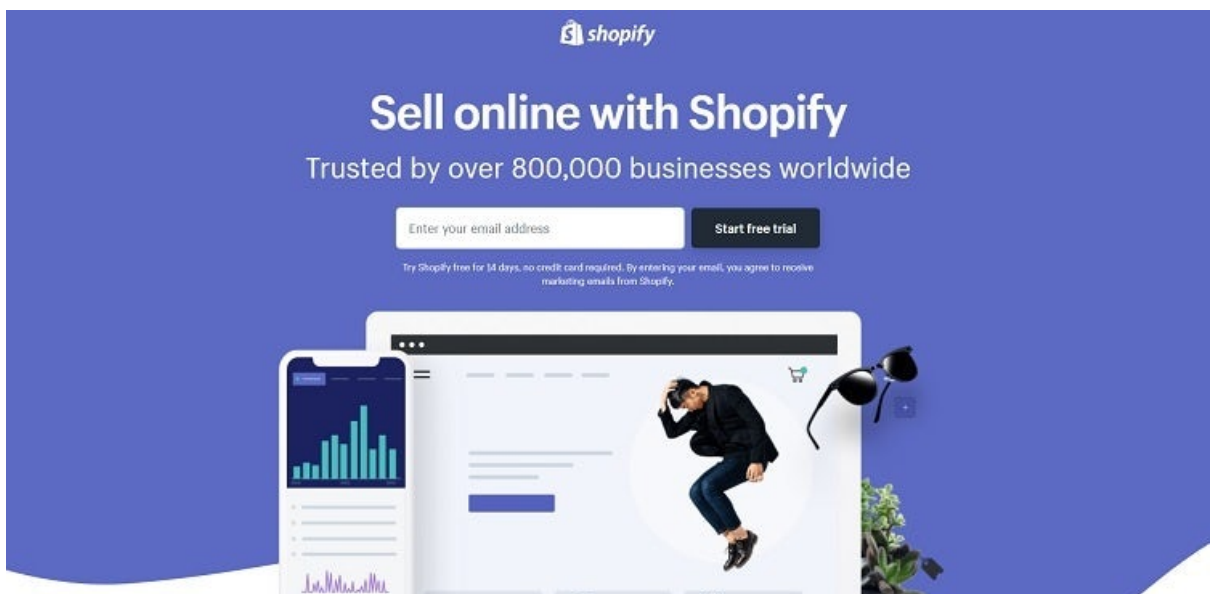 shopify
Sell online with Shopify
Trusted by over 800,000 businesses worldwide
Enter your email address
Start free trial
Try Shopify free for 14 days, no credit card required. By entering your email, you agree to receive
marketing emails from Shopify.